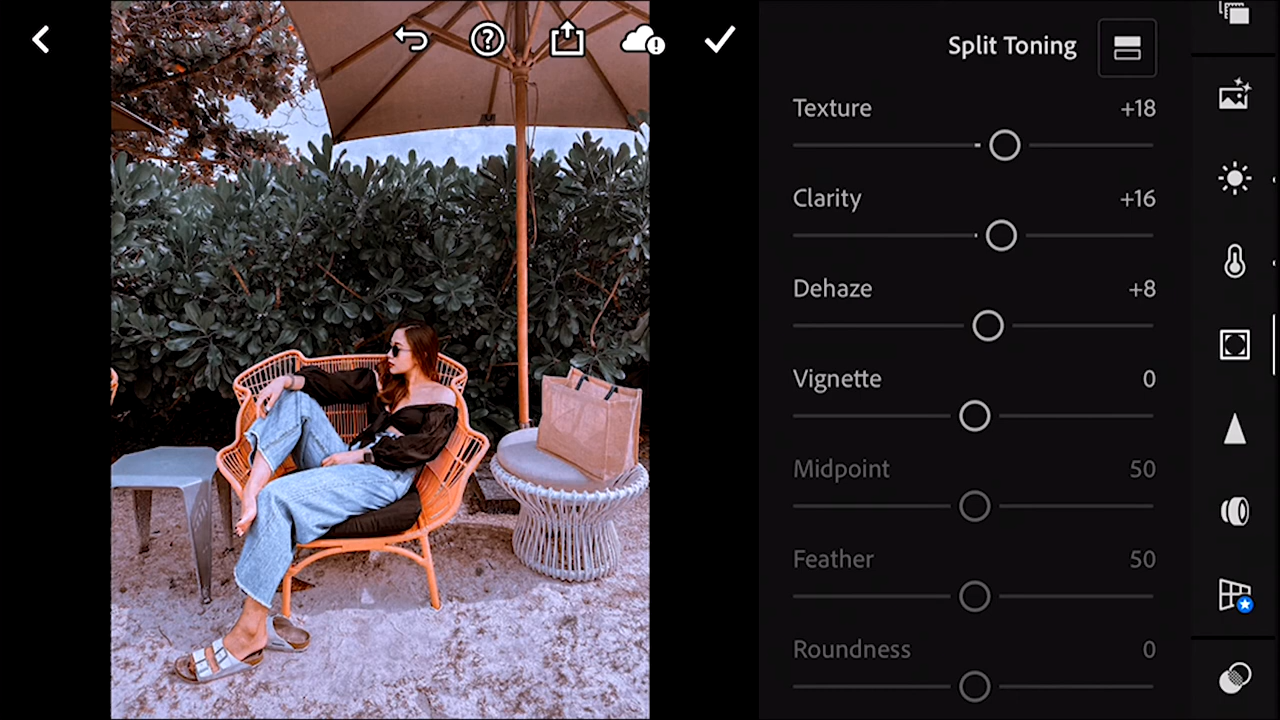 Split Toning
Texture +18
Clarity +16
Dehaze +8
Vignette 0
Midpoint 50
Feather 50
Roundness 0